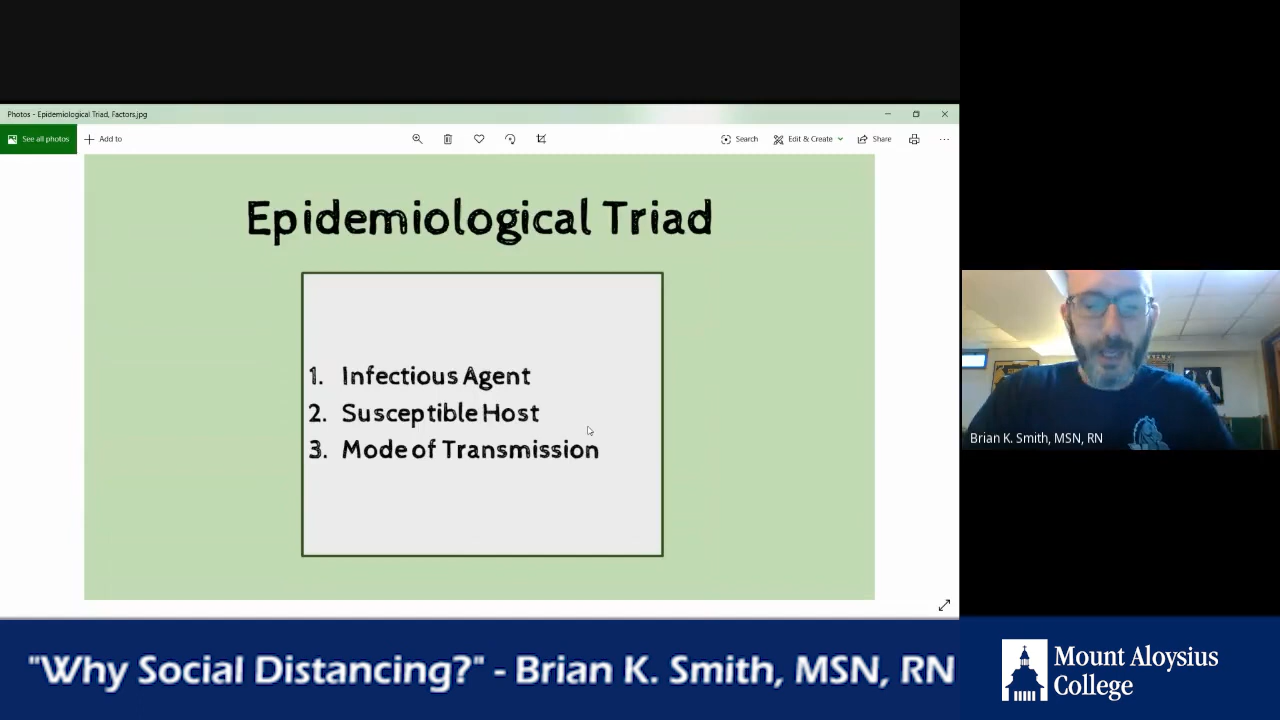 Photos - Epidemiological Triad, Factors.jpg
See all photos
Add to
Search
Edit & Create
Share
Epidemiological Triad
1. Infectious Agent
2. Susceptible Host
3. Mode of Transmission
Brian K. Smith, MSN, RN
"Why Social Distancing?" - Brian K. Smith, MSN, RN
Mount Aloysius
College